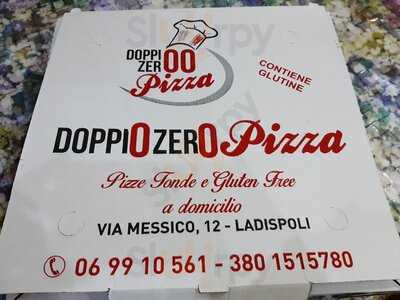 DOPPI
ZER00
Pizza
CONTIENE
GLUTINE
DOPPIOZEROPizza
Pizze Tonde e Gluten Free
a domicilio
VIA MESSICO, 12 - LADISPOLI
06 99 10 561 - 380 1515780